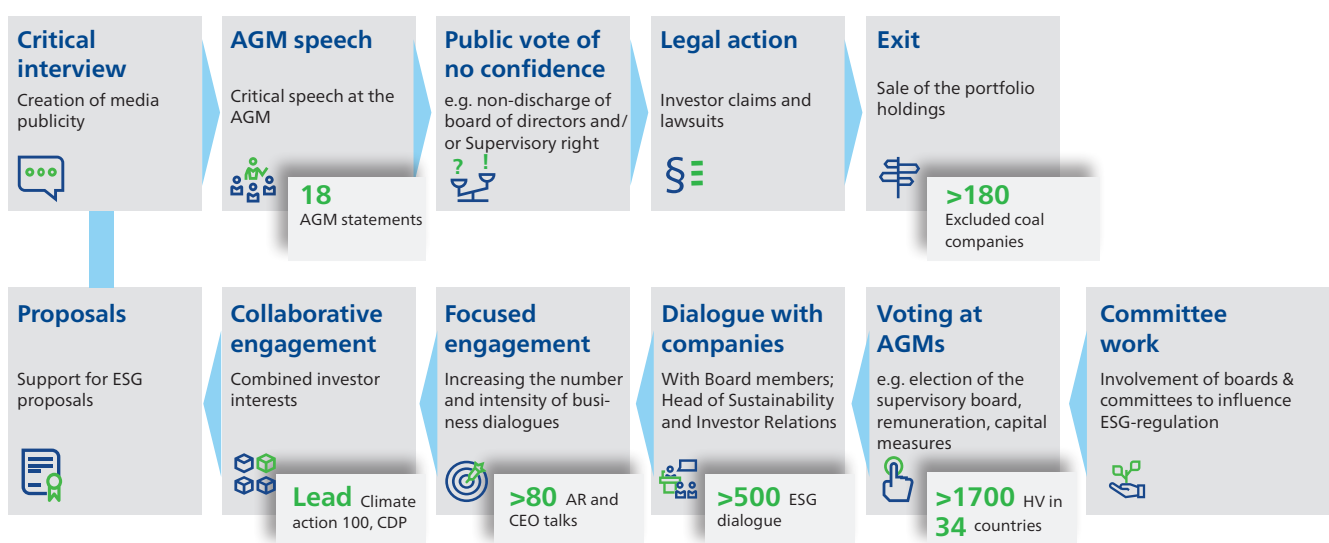 Critical
interview
Creation of media
publicity
AGM speech
Critical speech at the
AGM
18
AGM statements
Public vote of
no confidence
e.g. non-discharge of
board of directors and/
or Supervisory right
? !
Legal action
Investor claims and
lawsuits
§
Exit
Sale of the portfolio
holdings
>180
Excluded coal
companies
Proposals
Support for ESG
proposals
Collaborative
engagement
Combined investor
interests
Lead Climate
action 100, CDP
Focused
engagement
Increasing the number
and intensity of busi-
ness dialogues
>80 AR and
CEO talks
Dialogue with
companies
With Board members;
Head of Sustainability
and Investor Relations
>500 ESG
dialogue
Voting at
AGMs
e.g. election of the
supervisory board,
remuneration, capital
measures
>1700 HV in
34 countries
Committee
work
Involvement of boards &
committees to influence
ESG-regulation